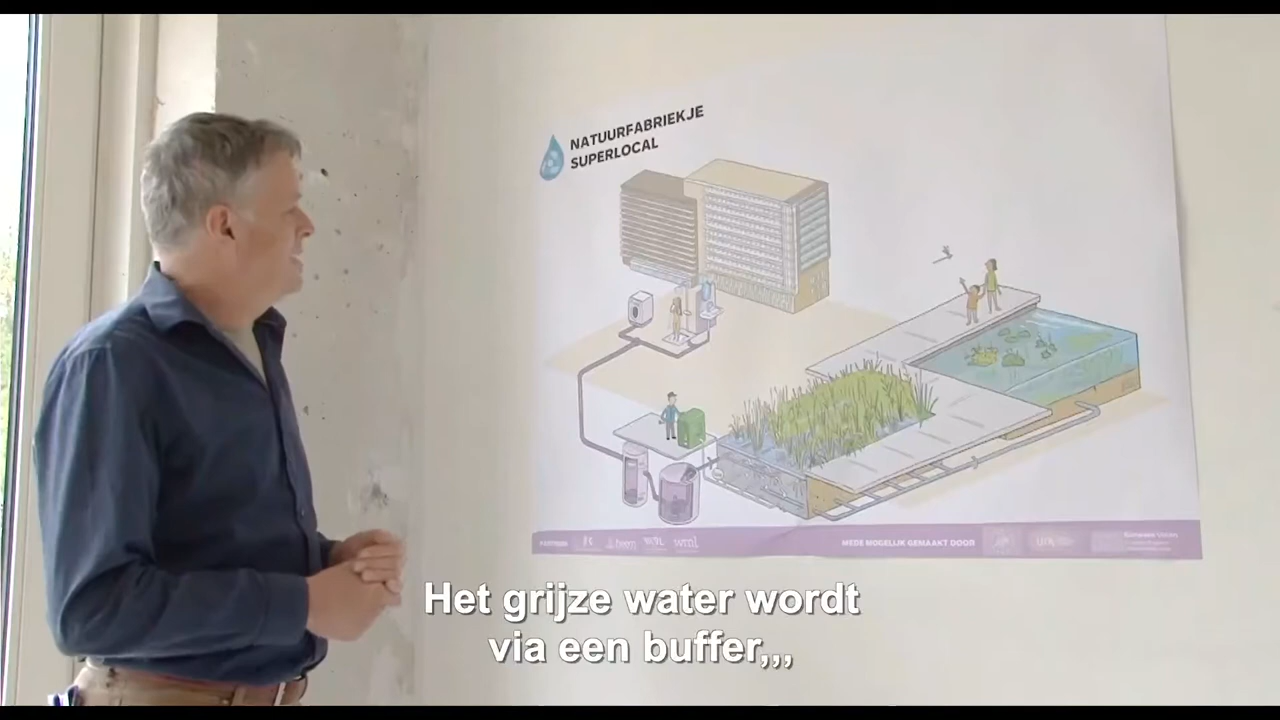 NATUURFABRIEKJE
SUPERLOCAL
MEDE MOGELIJK GEMAAKT DOOR
Het grijze water wordt
via een buffer,,,